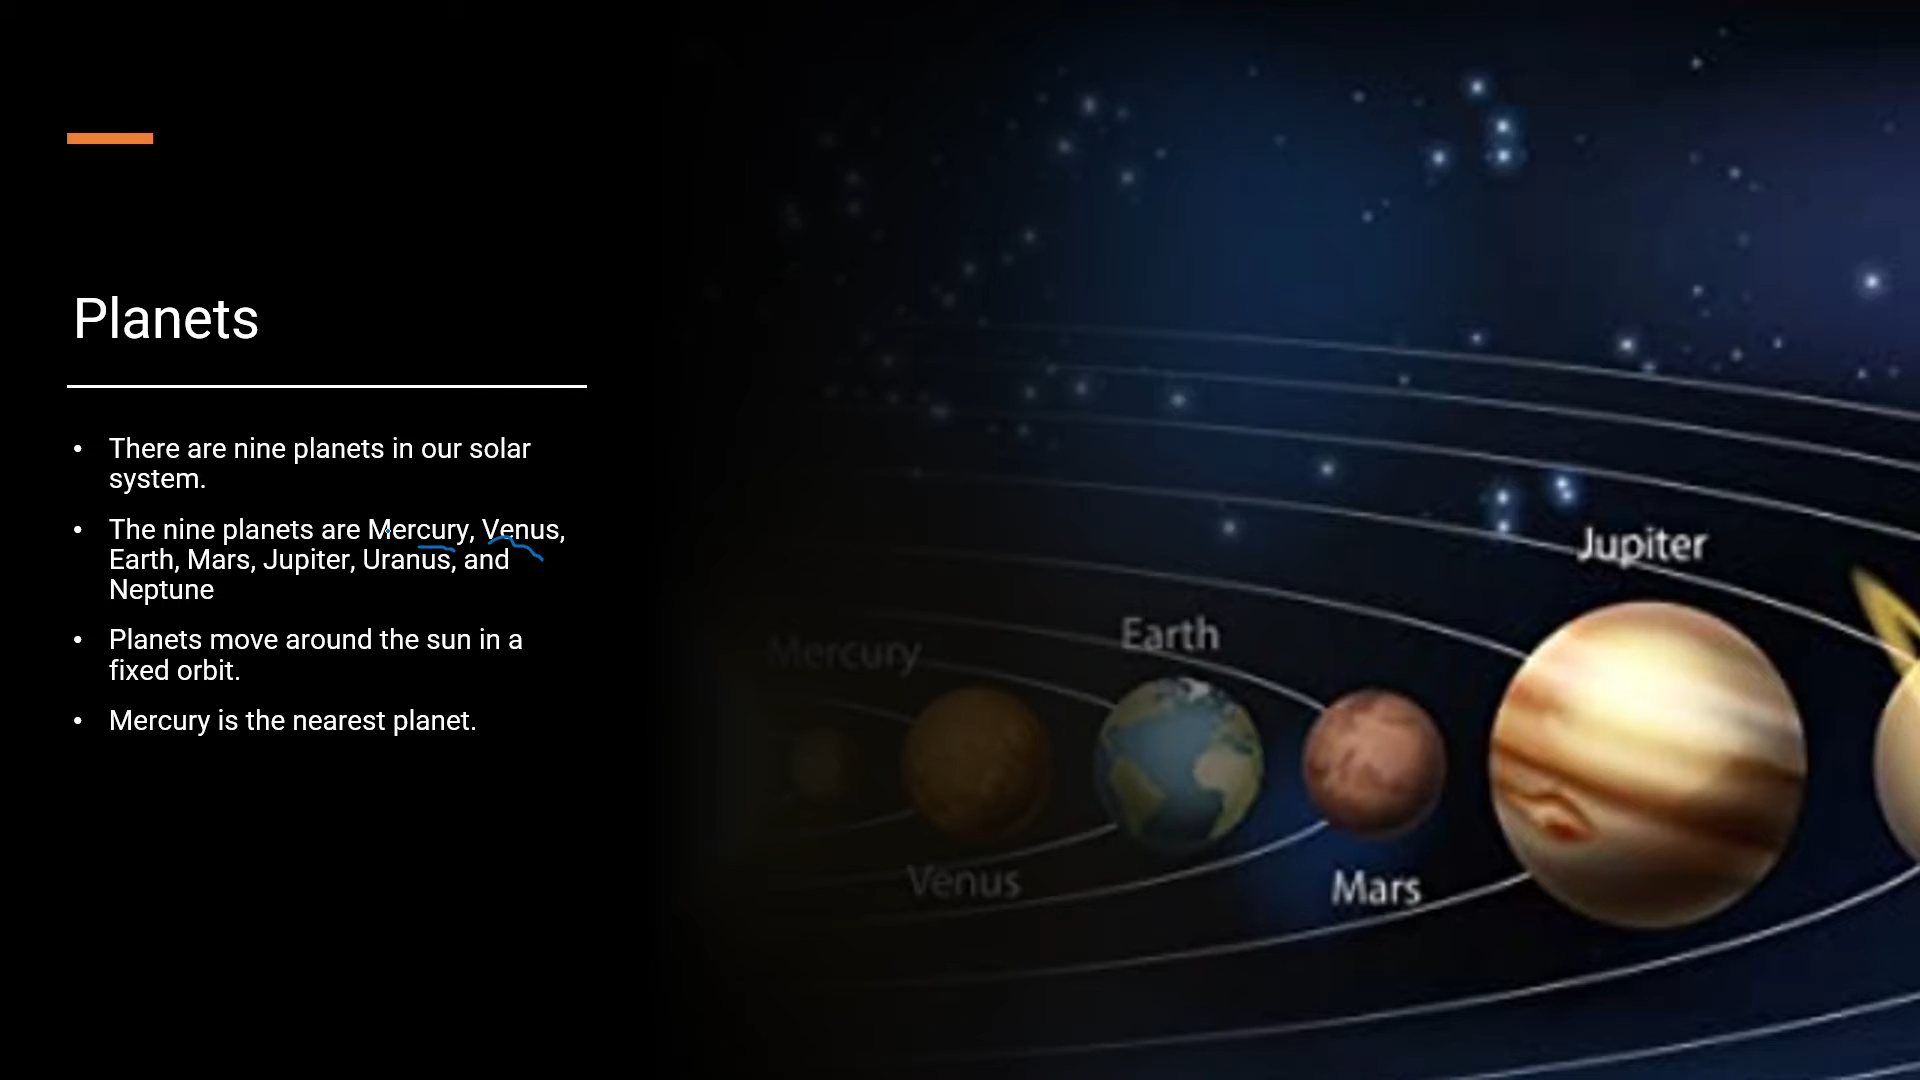 Planets
• There are nine planets in our solar
system.
• The nine planets are Mercury, Venus,
Earth, Mars, Jupiter, Uranus, and
Neptune
• Planets move around the sun in a
fixed orbit.
• Mercury is the nearest planet.
Jupiter
Earth
Mercury
Venus
Mars